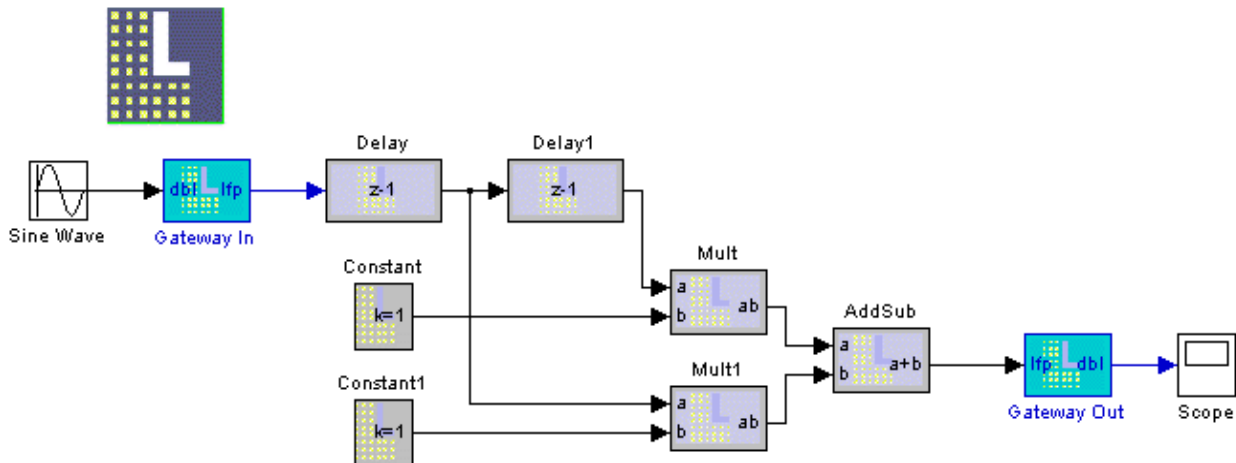 Delay
Delay1
dbl
lfp
z-1
z-1
Sine Wave
Gateway In
Constant
k=1
Mult
a
b
ab
AddSub
a
b
a+b
lfp
dbl
Gateway Out
Scope
Constant1
k=1
Mult1
a
b
ab